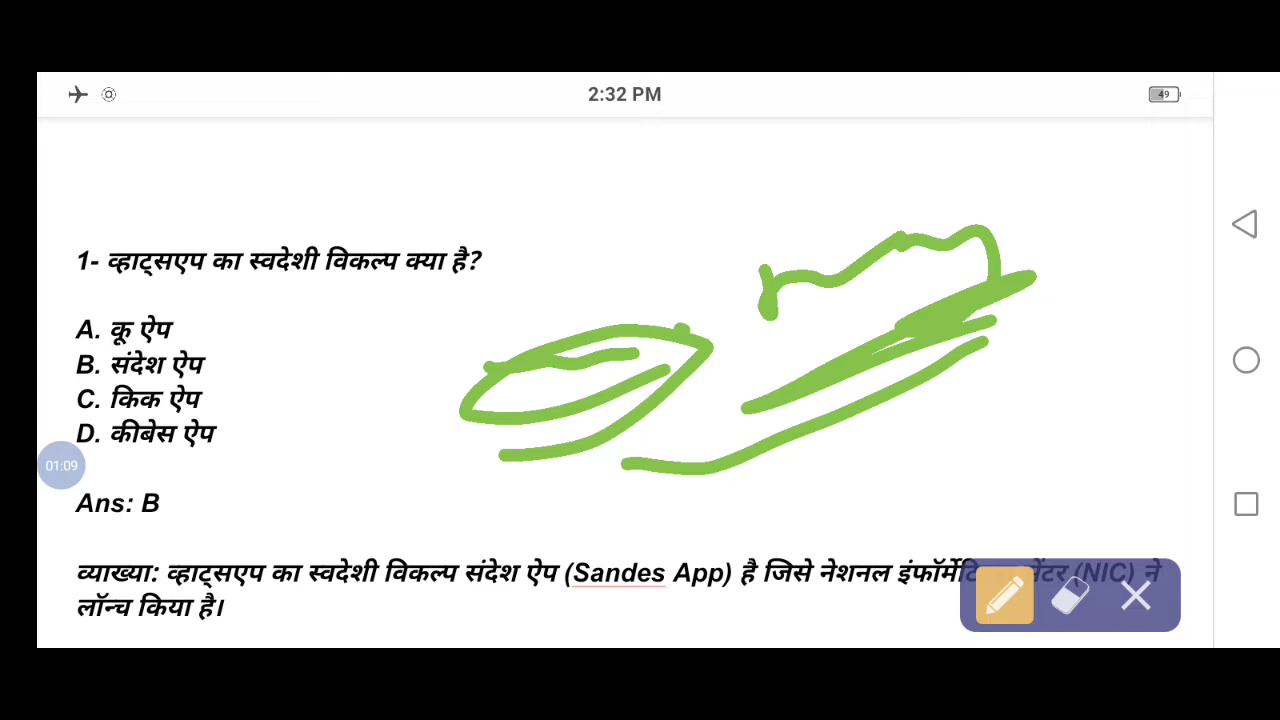 2:32 PM
49
1- व्हाट्सएप का स्वदेशी विकल्प क्या है?
A. कू ऐप
B. संदेश ऐप
C. किक ऐप
D. कीबेस ऐप
01:09
Ans: B
व्याख्या: व्हाट्सएप का स्वदेशी विकल्प संदेश ऐप (Sandes App) है जिसे नेशनल (NIC) ने
लॉन्च किया है।